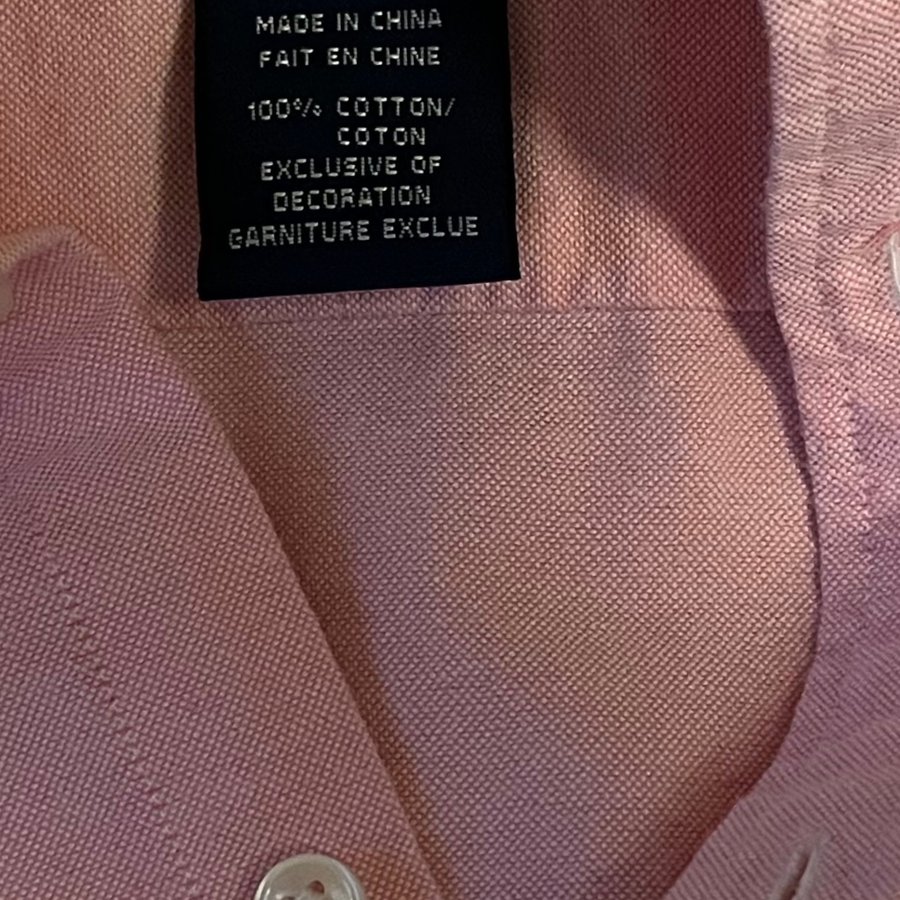 MADE IN CHINA
FAIT EN CHINE
100% COTTON/
COTON
EXCLUSIVE OF
DECORATION
GARNITURE EXCLUE